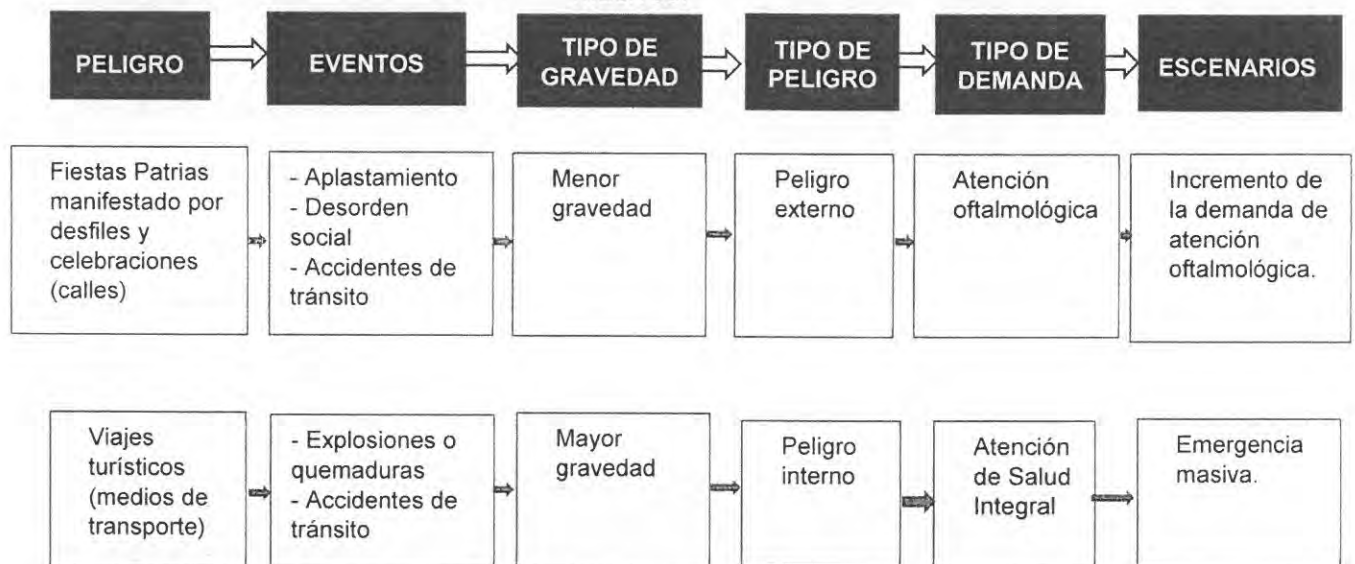 PELIGRO
EVENTOS
TIPO DE
GRAVEDAD
TIPO DE
PELIGRO
TIPO DE
DEMANDA
ESCENARIOS
Fiestas Patrias
manifestado por
desfiles y
celebraciones
(calles)
- Aplastamiento
- Desorden
social
- Accidentes de
tránsito
Menor
gravedad
Peligro
externo
Atención
oftalmológica
Incremento de
la demanda de
atención
oftalmológica.
Viajes
turísticos
(medios de
transporte)
- Explosiones o
quemaduras
- Accidentes de
tránsito
Mayor
gravedad
Peligro
interno
Atención
de Salud
Integral
Emergencia
masiva.